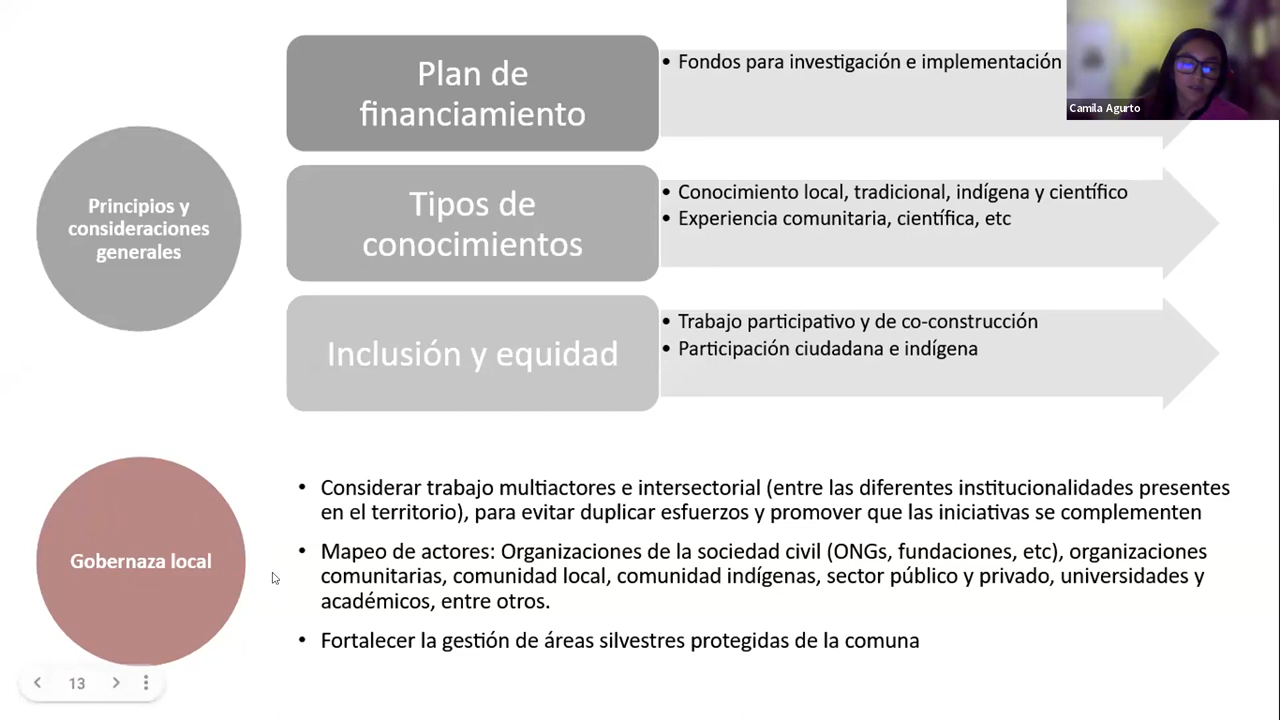 Principios y
consideraciones
generales
Plan de
financiamiento
• Fondos para investigación e implementación
Tipos de
conocimientos
• Conocimiento local, tradicional, indígena y científico
• Experiencia comunitaria, científica, etc
Inclusión y equidad
• Trabajo participativo y de co-construcción
• Participación ciudadana e indígena
Camila Agurto
Gobernaza local
• Considerar trabajo multiactores e intersectorial (entre las diferentes institucionalidades presentes
en el territorio), para evitar duplicar esfuerzos y promover que las iniciativas se complementen
• Mapeo de actores: Organizaciones de la sociedad civil (ONGs, fundaciones, etc), organizaciones
comunitarias, comunidad local, comunidad indígenas, sector público y privado, universidades y
académicos, entre otros.
• Fortalecer la gestión de áreas silvestres protegidas de la comuna
13